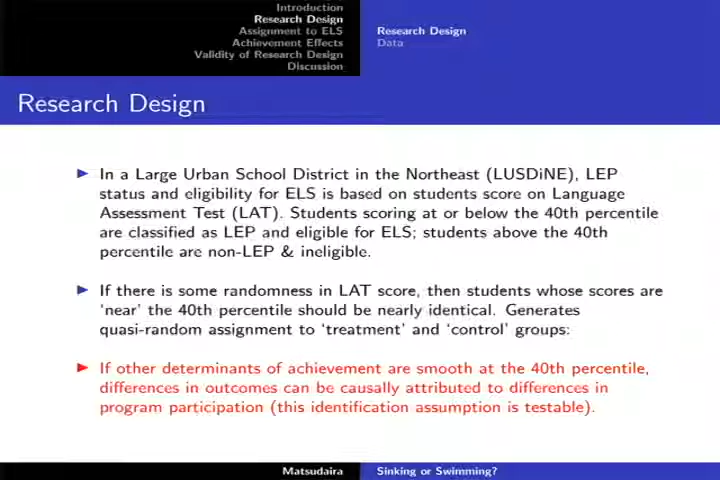 Introduction
Research Design
Assignment to ELS
Achievement Effects
Validity of Research Design
Discussion
Research Design
Data
Research Design
In a Large Urban School District in the Northeast (LUSDiNE), LEP
status and eligibility for ELS is based on students score on Language
Assessment Test (LAT). Students scoring at or below the 40th percentile
are classified as LEP and eligible for ELS; students above the 40th
percentile are non-LEP & ineligible.
If there is some randomness in LAT score, then students whose scores are
'near' the 40th percentile should be nearly identical. Generates
quasi-random assignment to 'treatment' and 'control' groups:
If other determinants of achievement are smooth at the 40th percentile,
differences in outcomes can be causally attributed to differences in
program participation (this identification assumption is testable).
Matsudaira
Sinking or Swimming?